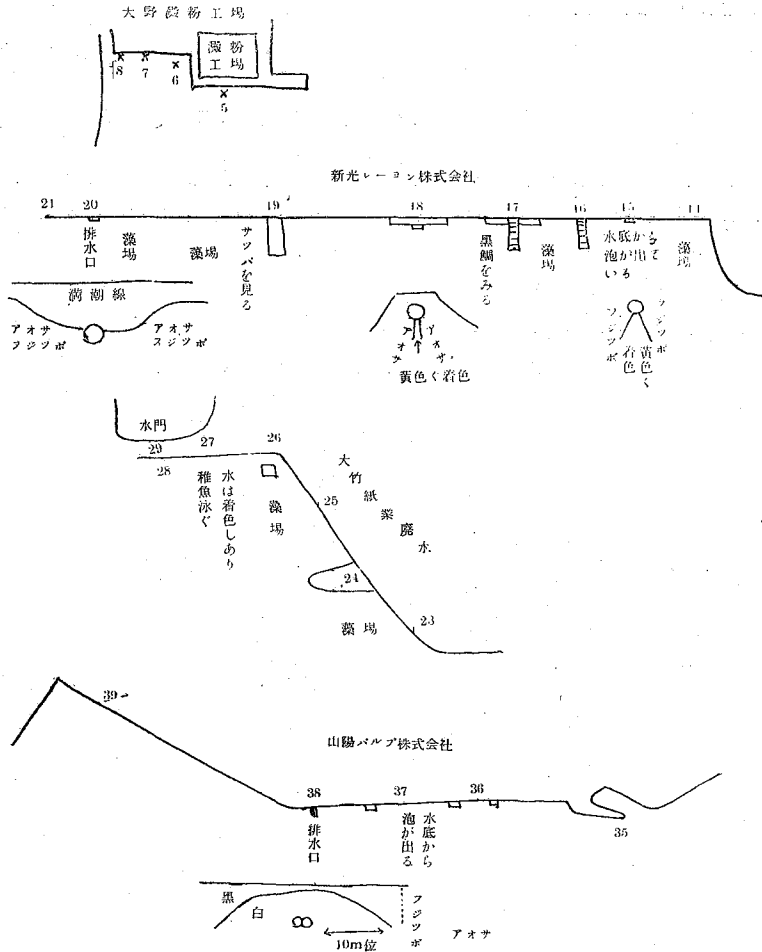 大野澱粉工場
澱粉
工場
8
7
6
5
新光レーヨン株式会社
21
20
19
18
17
16
15
14
排水口
藻場
藻場
サッパを見る
黒鯛をみる
藻場
水底から
泡が出て
いる
藻場
満潮線
アオサ
フジツボ
アオサ
スジツボ
アオサ
アオサ
黄色く着色
フジツボ
フジツボ
黄色く
着色
水門
29
28
27
26
水は着色しあり
稚魚泳ぐ
藻場
25
大竹紙業廃水
24
藻場
23
39
山陽パルプ株式会社
38
37
36
35
排水口
水底から
泡が出る
黒
白
10m位
フジツボ
アオサ